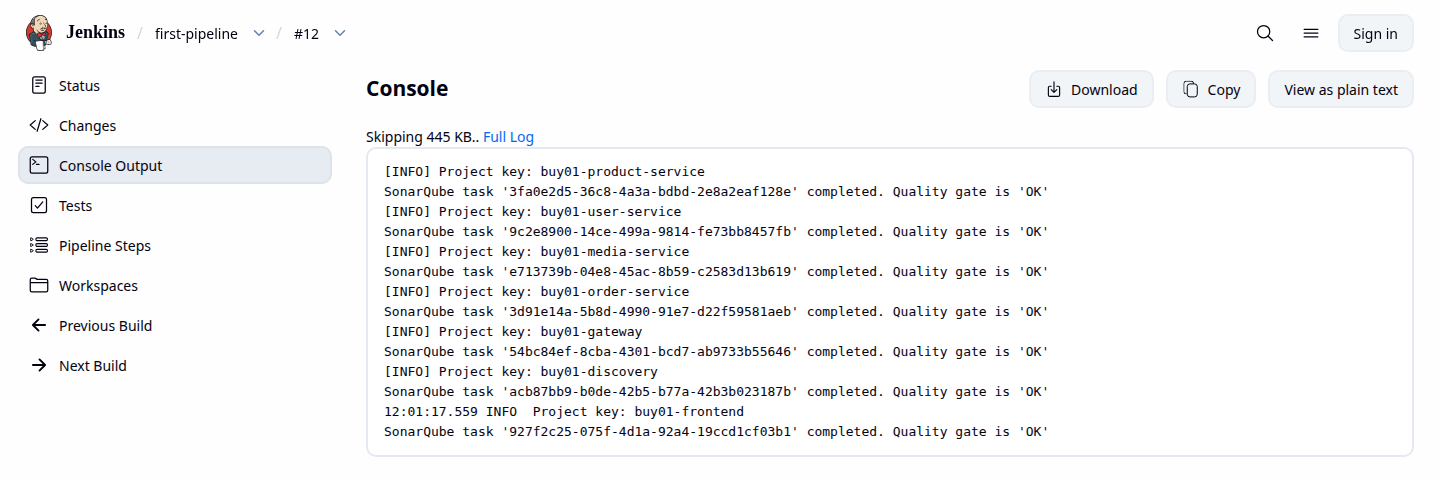 Jenkins / first-pipeline / #12 Sign in
Status
Changes
Console Output
Tests
Pipeline Steps
Workspaces
Previous Build
Next Build
Console
Download Copy View as plain text
Skipping 445 KB.. Full Log
[INFO] Project key: buy01-product-service
SonarQube task '3fa0e2d5-36c8-4a3a-bdbd-2e8a2eaf128e' completed. Quality gate is 'OK'
[INFO] Project key: buy01-user-service
SonarQube task '9c2e8900-14ce-499a-9814-fe73bb8457fb' completed. Quality gate is 'OK'
[INFO] Project key: buy01-media-service
SonarQube task 'e713739b-04e8-45ac-8b59-c2583d13b619' completed. Quality gate is 'OK'
[INFO] Project key: buy01-order-service
SonarQube task '3d91e14a-5b8d-4990-91e7-d22f59581aeb' completed. Quality gate is 'OK'
[INFO] Project key: buy01-gateway
SonarQube task '54bc84ef-8cba-4301-bcd7-ab9733b55646' completed. Quality gate is 'OK'
[INFO] Project key: buy01-discovery
SonarQube task 'acb87bb9-b0de-42b5-b77a-42b3b023187b' completed. Quality gate is 'OK'
12:01:17.559 INFO  Project key: buy01-frontend
SonarQube task '927f2c25-075f-4d1a-92a4-19ccd1cf03b1' completed. Quality gate is 'OK'